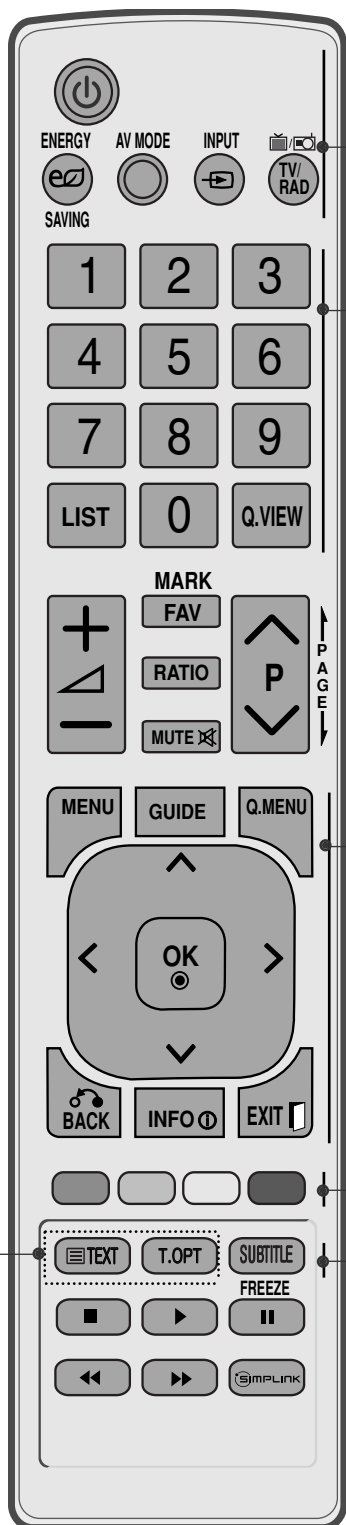 ENERGY AV MODE INPUT
TV/
RAD
SAVING
1 2 3
4 5 6
7 8 9
LIST 0 Q.VIEW
MARK
FAV
RATIO
P
MUTE
PAGE
MENU GUIDE Q.MENU
OK
BACK INFO EXIT
TEXT T.OPT SUBTITLE
FREEZE
SIMPLINK